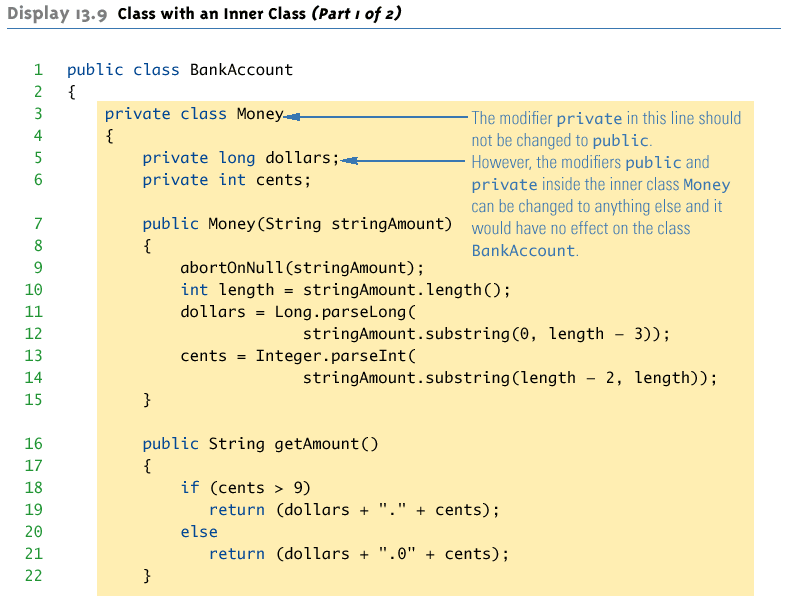 Display 13.9 Class with an Inner Class (Part 1 of 2)
1 public class BankAccount
2 {
3 private class Money
4 {
5 private long dollars;
6 private int cents;
7 public Money(String stringAmount)
8 {
9 abortOnNull(stringAmount);
10 int length = stringAmount.length();
11 dollars = Long.parseLong(
12 stringAmount.substring(0, length – 3));
13 cents = Integer.parseInt(
14 stringAmount.substring(length – 2, length));
15 }
16 public String getAmount()
17 {
18 if (cents > 9)
19 return (dollars + "." + cents);
20 else
21 return (dollars + ".0" + cents);
22 }
The modifier private in this line should
not be changed to public.
However, the modifiers public and
private inside the inner class Money
can be changed to anything else and it
would have no effect on the class
BankAccount.